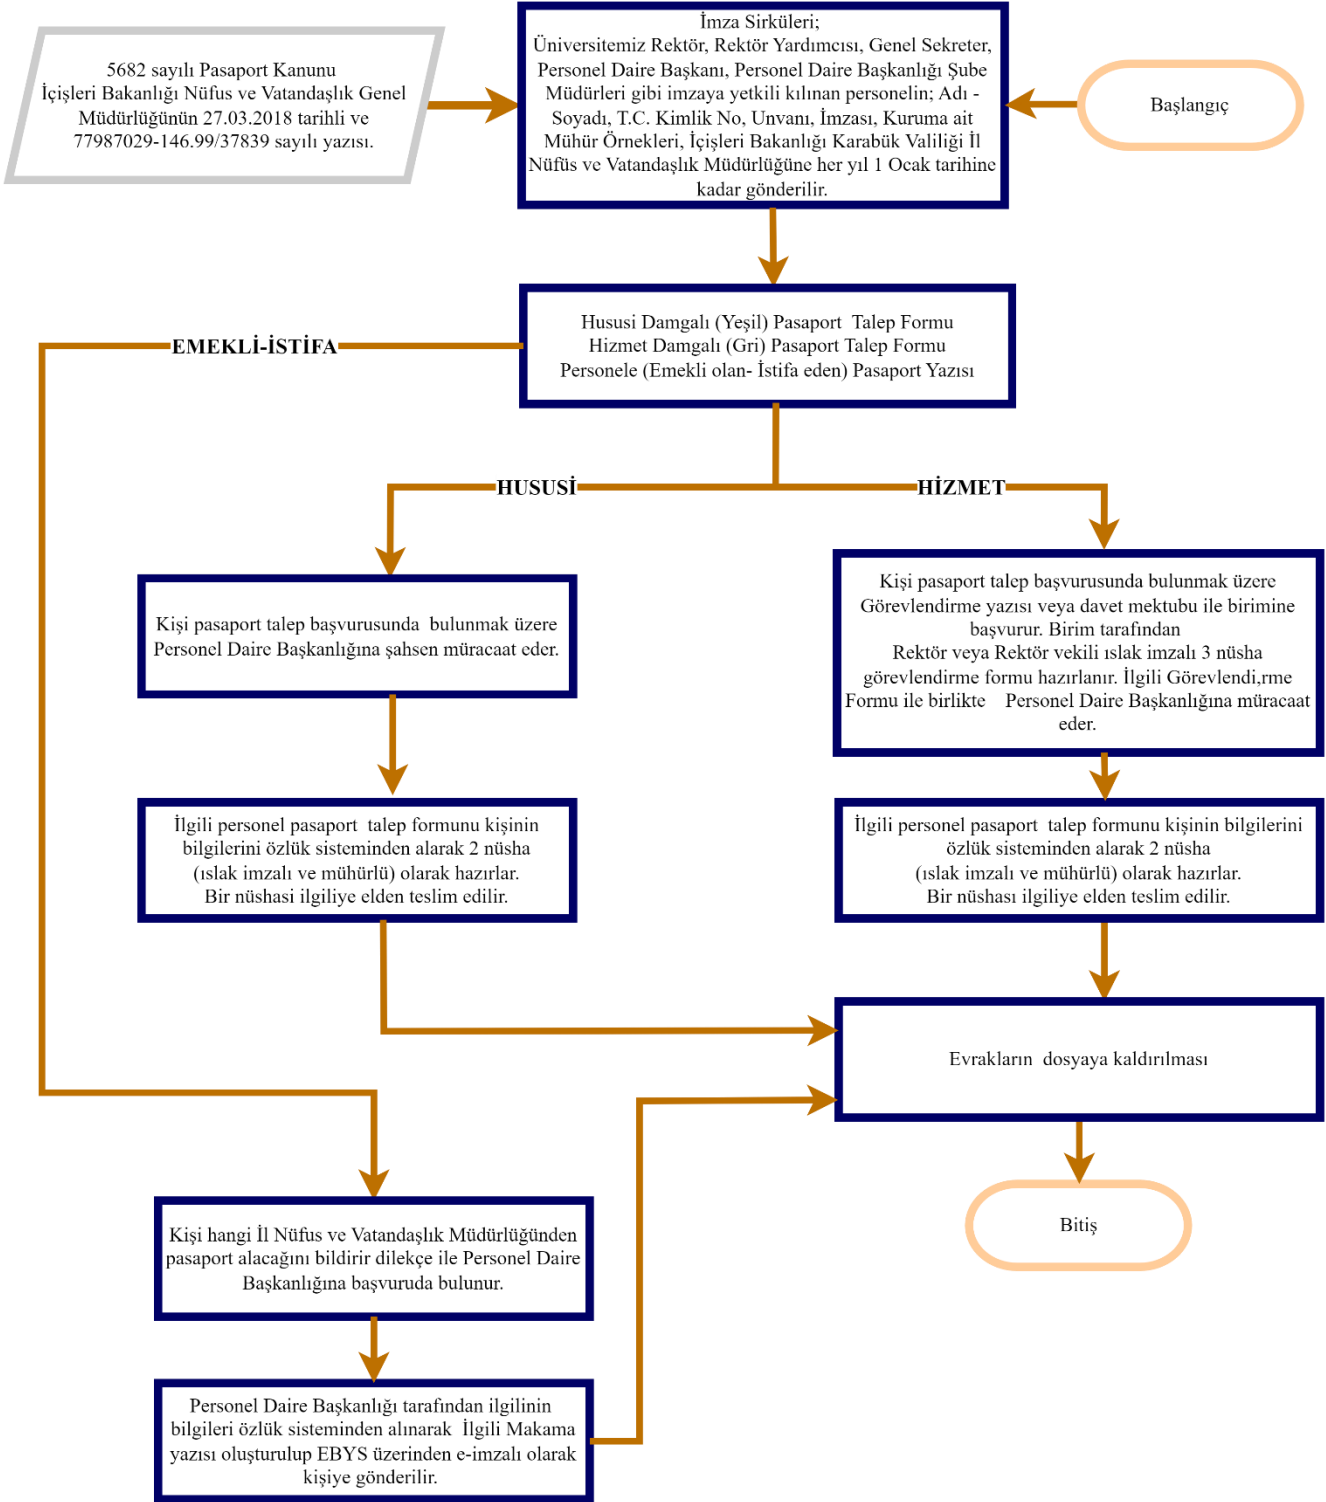 5682 sayılı Pasaport Kanunu
İçişleri Bakanlığı Nüfus ve Vatandaşlık Genel
Müdürlüğünün 27.03.2018 tarihli ve
77987029-146.99/37839 sayılı yazısı.
İmza Sirküleri;
Üniversitemiz Rektör, Rektör Yardımcısı, Genel Sekreter,
Personel Daire Başkanı, Personel Daire Başkanlığı Şube
Müdürleri gibi imzaya yetkili kılınan personelin; Adı -
Soyadı, T.C. Kimlik No, Unvanı, İmzası, Kuruma ait
Mühür Örnekleri, İçişleri Bakanlığı Karabük Valiliği İl
Nüfüs ve Vatandaşlık Müdürlüğüne her yıl 1 Ocak tarihine
kadar gönderilir.
Başlangıç
Hususi Damgalı (Yeşil) Pasaport Talep Formu
Hizmet Damgalı (Gri) Pasaport Talep Formu
Personele (Emekli olan- İstifa eden) Pasaport Yazısı
EMEKLİ-İSTİFA
HUSUSİ
HİZMET
Kişi pasaport talep başvurusunda bulunmak üzere
Personel Daire Başkanlığına şahsen müracaat eder.
Kişi pasaport talep başvurusunda bulunmak üzere
Görevlendirme yazısı veya davet mektubu ile birimine
başvurur. Birim tarafından
Rektör veya Rektör vekili ıslak imzalı 3 nüsha
görevlendirme formu hazırlanır. İlgili Görevlendi,rme
Formu ile birlikte Personel Daire Başkanlığına müracaat
eder.
İlgili personel pasaport talep formunu kişinin
bilgilerini özlük sisteminden alarak 2 nüsha
(ıslak imzalı ve mühürlü) olarak hazırlar.
Bir nüshasi ilgiliye elden teslim edilir.
İlgili personel pasaport talep formunu kişinin bilgilerini
özlük sisteminden alarak 2 nüsha
(ıslak imzalı ve mühürlü) olarak hazırlar.
Bir nüshası ilgiliye elden teslim edilir.
Evrakların dosyaya kaldırılması
Bitiş
Kişi hangi İl Nüfus ve Vatandaşlık Müdürlüğünden
pasaport alacağını bildirir dilekçe ile Personel Daire
Başkanlığına başvuruda bulunur.
Personel Daire Başkanlığı tarafından ilgilinin
bilgileri özlük sisteminden alınarak İlgili Makama
yazısı oluşturulup EBYS üzerinden e-imzalı olarak
kişiye gönderilir.